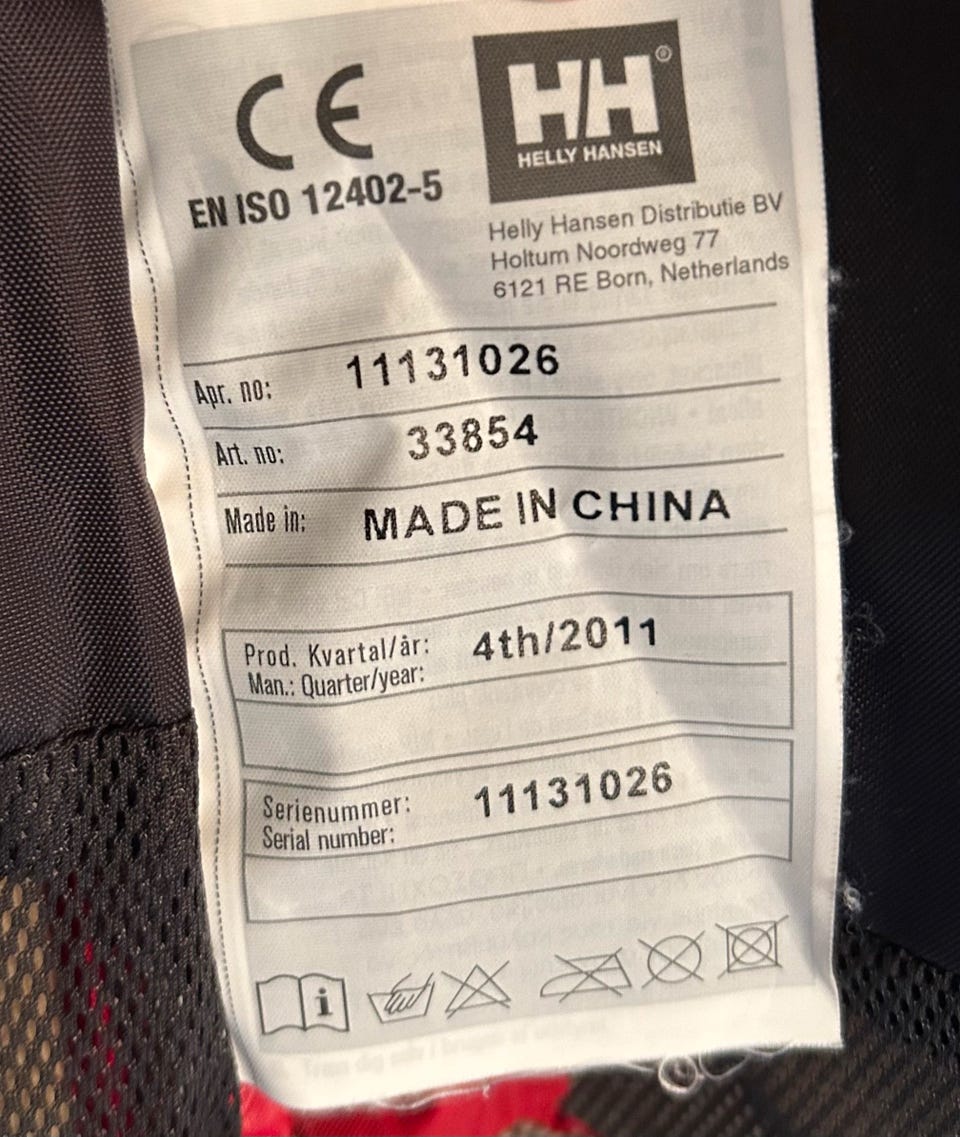 CE
EN ISO 12402-5
HH®
HELLY HANSEN
Helly Hansen Distributie BV
Holtum Noordweg 77
6121 RE Born, Netherlands
Apr. no: 11131026
Art. no: 33854
Made in: MADE IN CHINA
Prod. Kvartal/år: 4th/2011
Man.: Quarter/year:
Serienummer: 11131026
Serial number:
i